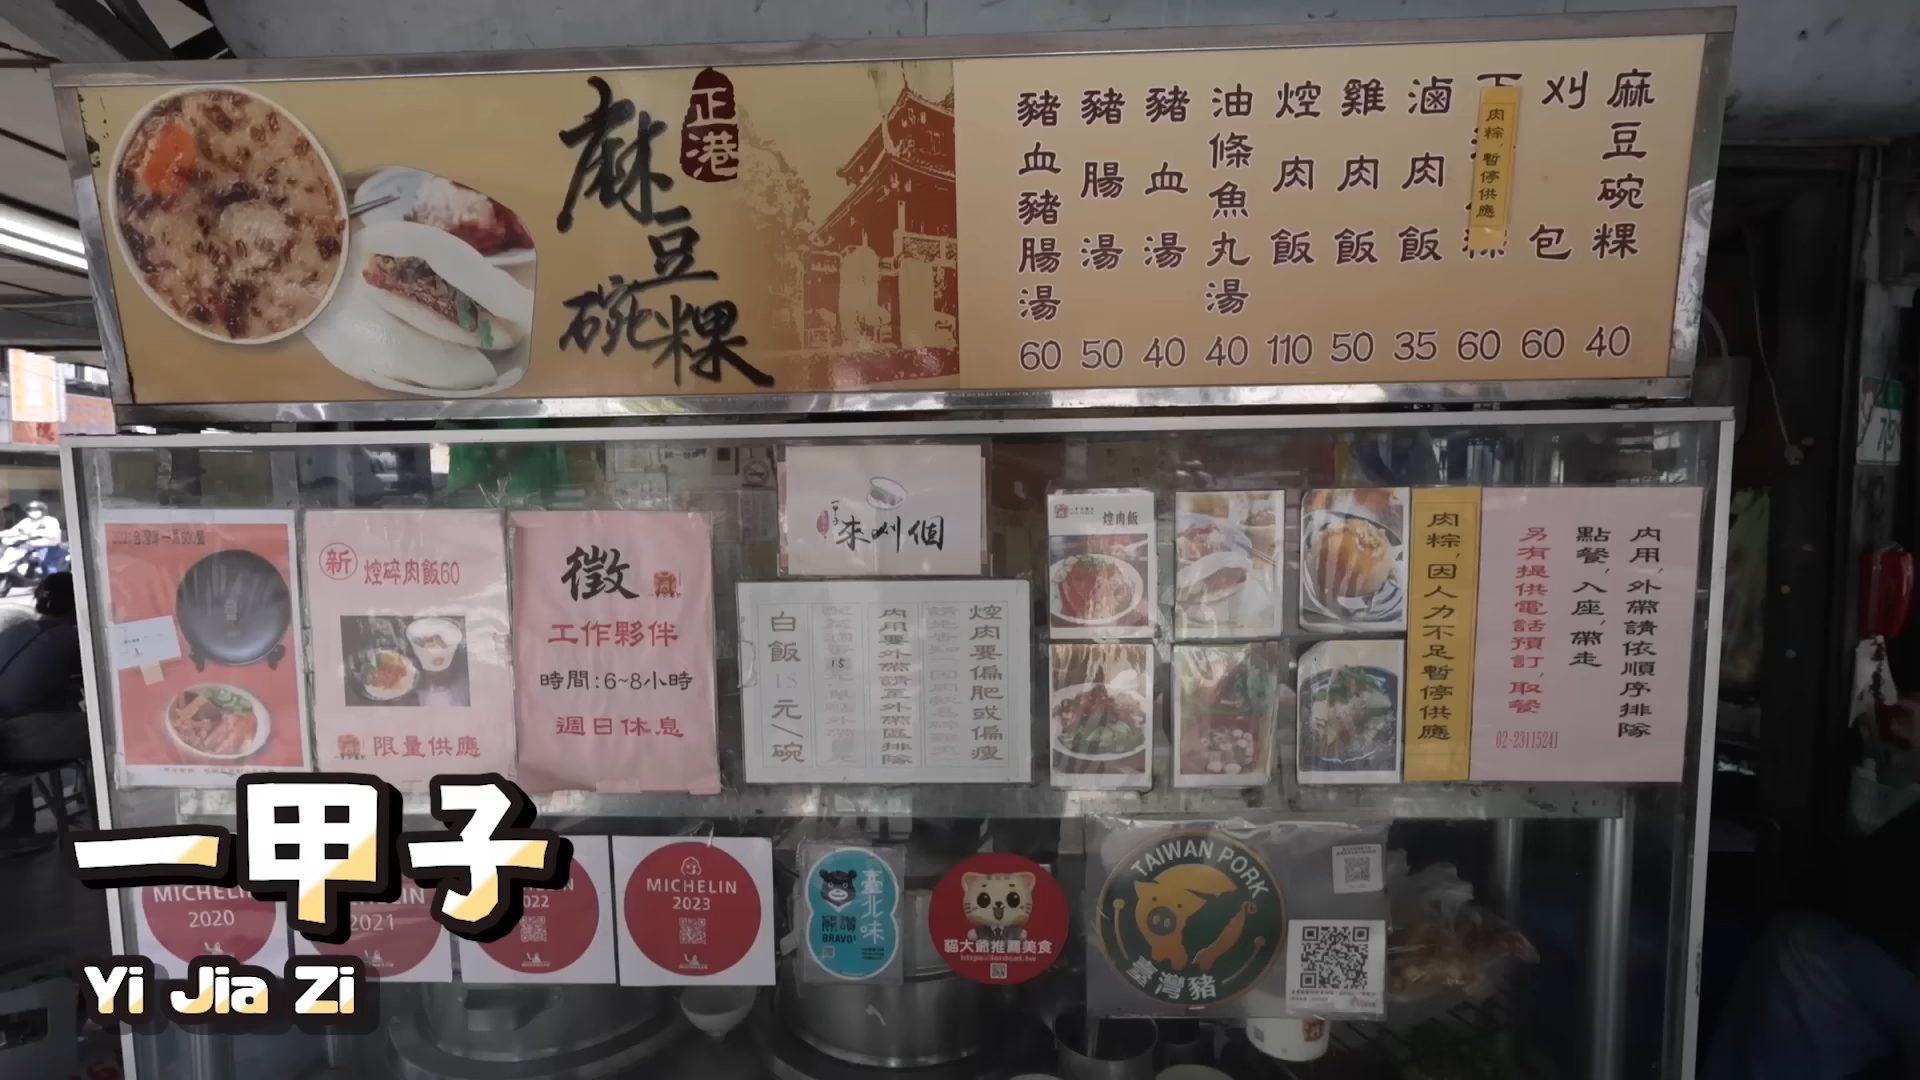 正港
麻豆碗粿
麻豆碗粿 40
刈包 60
60
肉粽,暫停供應
滷肉飯 35
雞肉飯 50
焢肉飯 110
油條魚丸湯 40
豬血湯 40
豬腸湯 50
豬血豬腸湯 60
新
焢碎肉飯60
限量供應
徵
工作夥伴
時間:6~8小時
週日休息
來刈個
焢肉要偏肥或偏瘦
肉用要外帶請至外帶區排隊
白飯15元/碗
焢肉飯
肉粽,因人力不足暫停供應
內用,外帶請依順序排隊
點餐,入座,帶走
另有提供電話預訂,取餐
02-23115241
一甲子
Yi Jia Zi
MICHELIN
2020
2021
2022
MICHELIN
2023
臺北味
熊讚
BRAVO!
貓大爺推薦美食
TAIWAN PORK
臺灣豬
79